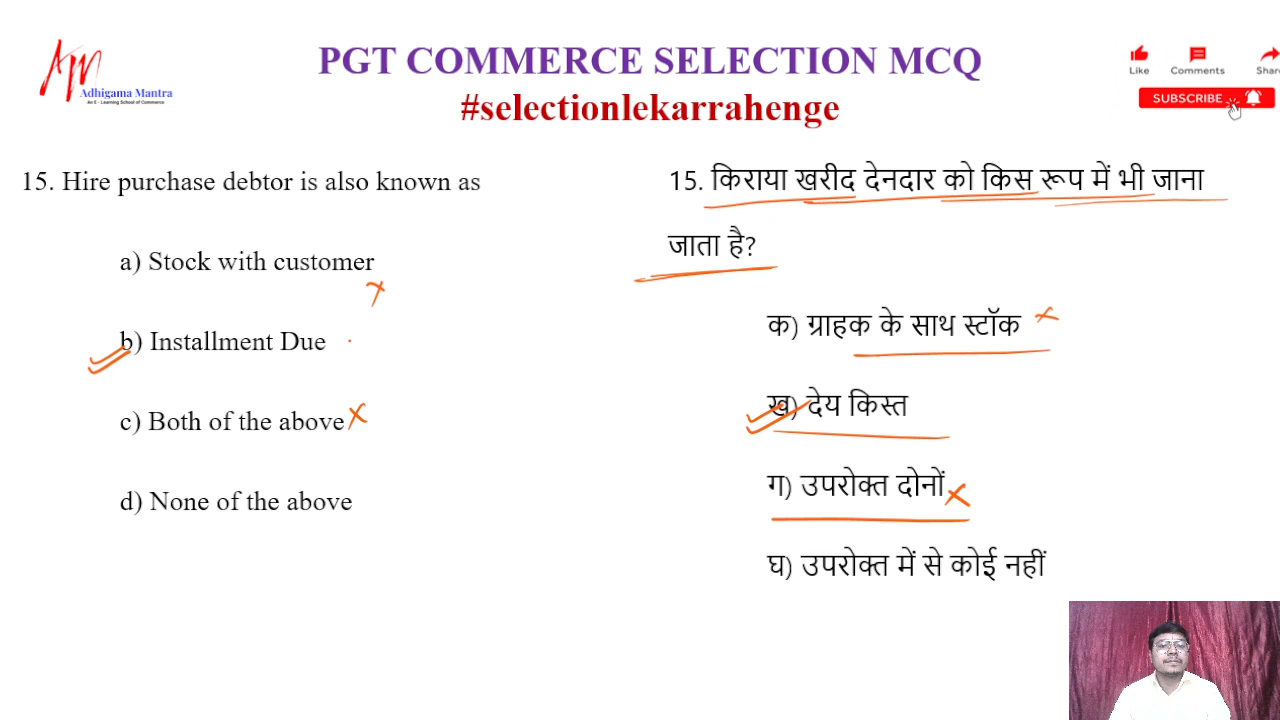 PGT COMMERCE SELECTION MCQ
#selectionlekarrahenge
Adhigama Mantra
An E - Learning School of Commerce
Like
Comments
Share
SUBSCRIBE
15. Hire purchase debtor is also known as
a) Stock with customer
b) Installment Due
c) Both of the above
d) None of the above
15. किराया खरीद देनदार को किस रूप में भी जाना
जाता है?
क) ग्राहक के साथ स्टॉक
ख) देय किस्त
ग) उपरोक्त दोनों
घ) उपरोक्त में से कोई नहीं